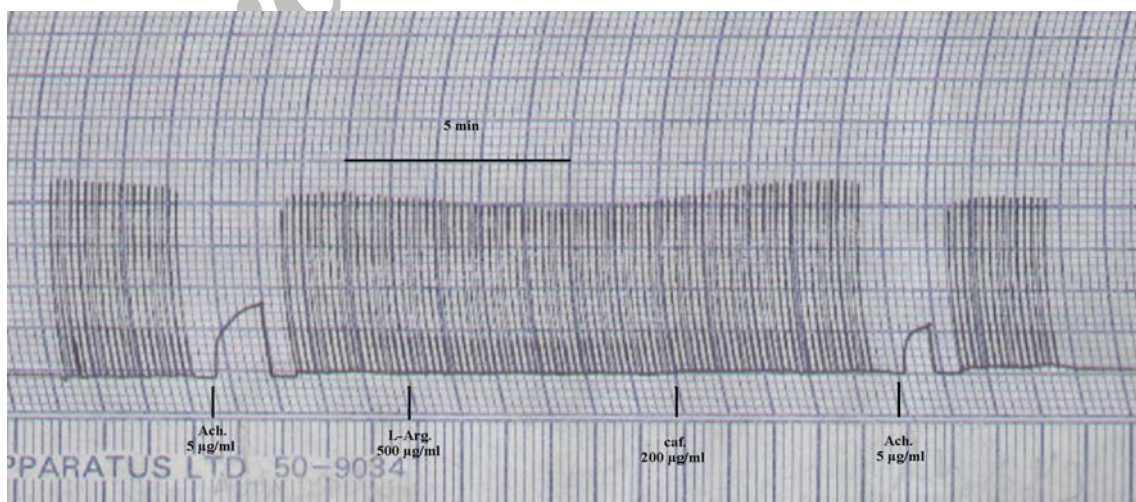 5 min
Ach.
5 µg/ml
L-Arg.
500 µg/ml
caf.
200 µg/ml
Ach.
5 µg/ml
PPARATUS LTD 50-9034